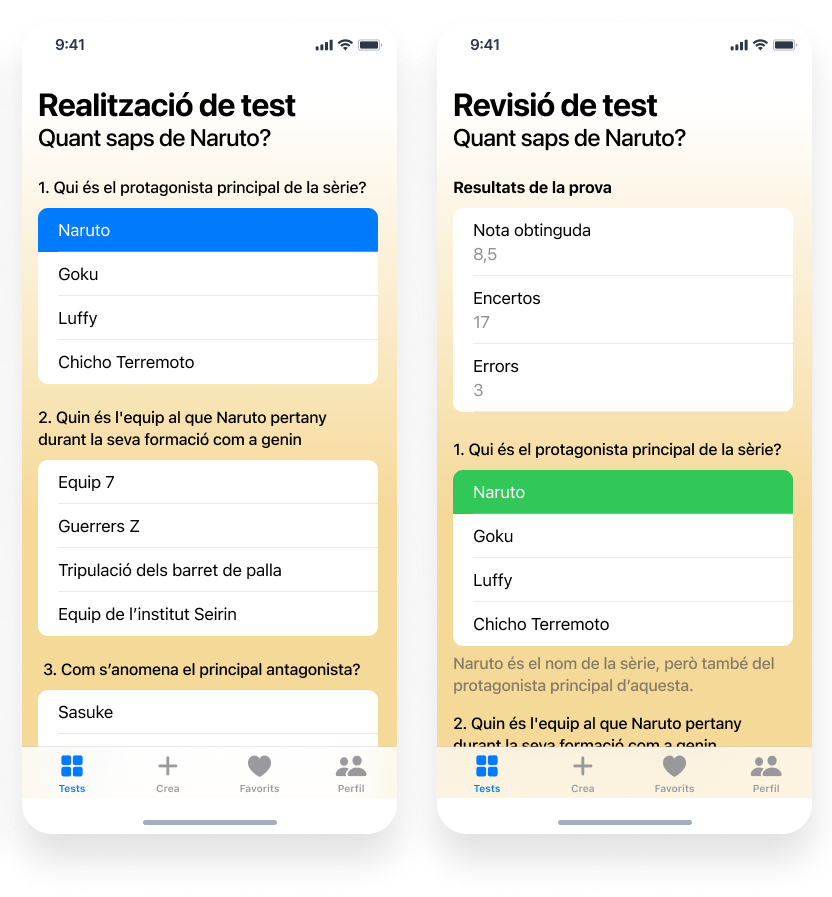 9:41
Realització de test
Quant saps de Naruto?
1. Qui és el protagonista principal de la sèrie?
Naruto
Goku
Luffy
Chicho Terremoto
2. Quin és l'equip al que Naruto pertany
durant la seva formació com a genin
Equip 7
Guerrers Z
Tripulació dels barret de palla
Equip de l’institut Seirin
3. Com s’anomena el principal antagonista?
Sasuke
Tests
Crea
Favorits
Perfil
9:41
Revisió de test
Quant saps de Naruto?
Resultats de la prova
Nota obtinguda
8,5
Encertos
17
Errors
3
1. Qui és el protagonista principal de la sèrie?
Naruto
Goku
Luffy
Chicho Terremoto
Naruto és el nom de la sèrie, però també del
protagonista principal d’aquesta.
2. Quin és l'equip al que Naruto pertany
durant la seva formació com a genin
Tests
Crea
Favorits
Perfil